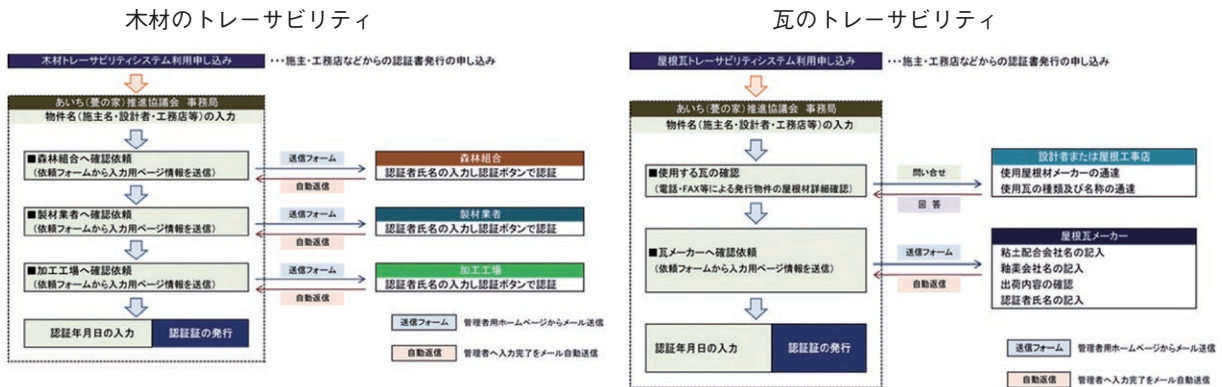 木材のトレーサビリティ
木材トレーサビリティシステム利用申し込み
・・・施主・工務店などからの認証書発行の申し込み
あいち(甍の家)推進協議会 事務局
物件名(施主名・設計者・工務店等)の入力
■森林組合へ確認依頼
(依頼フォームから入力用ページ情報を送信)
送信フォーム
自動返信
森林組合
認証者氏名の入力し認証ボタンで認証
■製材業者へ確認依頼
(依頼フォームから入力用ページ情報を送信)
送信フォーム
自動返信
製材業者
認証者氏名の入力し認証ボタンで認証
■加工工場へ確認依頼
(依頼フォームから入力用ページ情報を送信)
送信フォーム
自動返信
加工工場
認証者氏名の入力し認証ボタンで認証
認証年月日の入力
認証証の発行
送信フォーム
管理者用ホームページからメール送信
自動返信
管理者へ入力完了をメール自動送信
瓦のトレーサビリティ
屋根瓦トレーサビリティシステム利用申し込み
・・・施主・工務店などからの認証書発行の申し込み
あいち(甍の家)推進協議会 事務局
物件名(施主名・設計者・工務店等)の入力
■使用する瓦の確認
(電話・FAX等による発行物件の屋根材詳細確認)
問い合せ
回 答
設計者または屋根工事店
使用屋根材メーカーの通達
使用瓦の種類及び名称の通達
■瓦メーカーへ確認依頼
(依頼フォームから入力用ページ情報を送信)
送信フォーム
自動返信
屋根瓦メーカー
粘土配合会社名の記入
釉薬会社名の記入
出荷内容の確認
認証者氏名の記入
認証年月日の入力
認証証の発行
送信フォーム
管理者用ホームページからメール送信
自動返信
管理者へ入力完了をメール自動送信